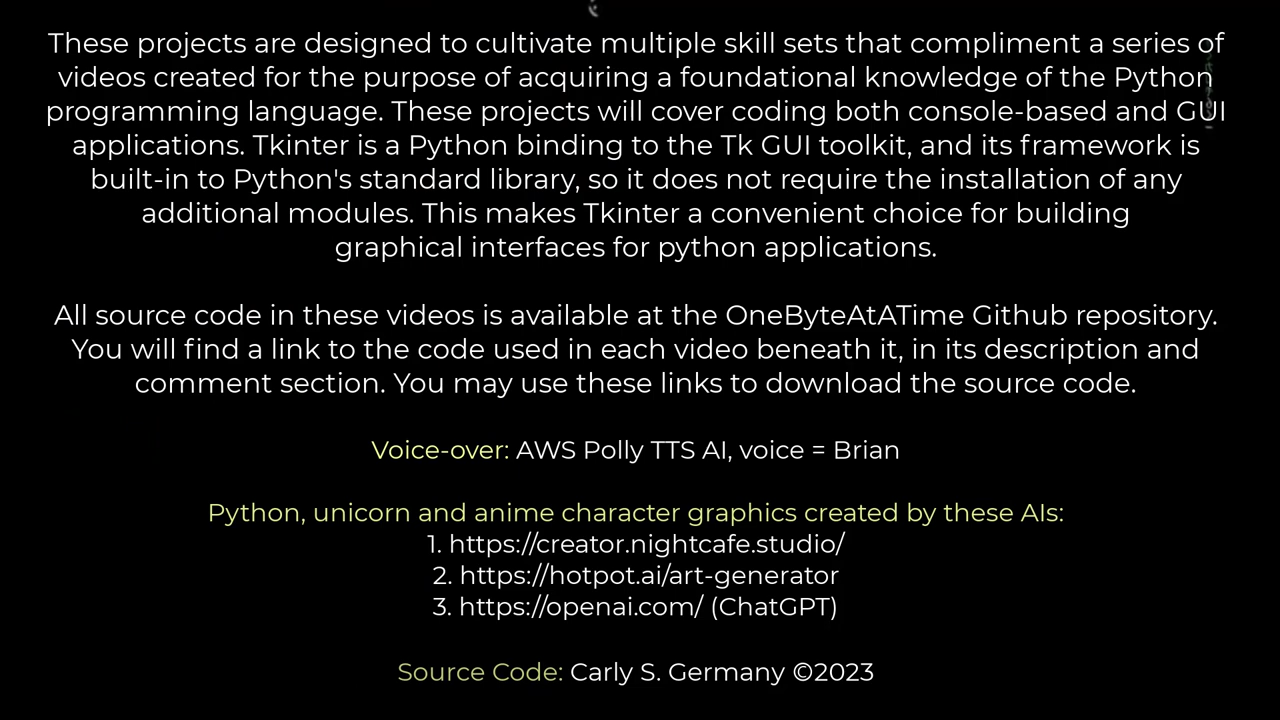 These projects are designed to cultivate multiple skill sets that compliment a series of
videos created for the purpose of acquiring a foundational knowledge of the Python
programming language. These projects will cover coding both console-based and GUI
applications. Tkinter is a Python binding to the Tk GUI toolkit, and its framework is
built-in to Python's standard library, so it does not require the installation of any
additional modules. This makes Tkinter a convenient choice for building
graphical interfaces for python applications.
All source code in these videos is available at the OneByteAtATime Github repository.
You will find a link to the code used in each video beneath it, in its description and
comment section. You may use these links to download the source code.
Voice-over: AWS Polly TTS AI, voice = Brian
Python, unicorn and anime character graphics created by these AIs:
1. https://creator.nightcafe.studio/
2. https://hotpot.ai/art-generator
3. https://openai.com/ (ChatGPT)
Source Code: Carly S. Germany ©2023